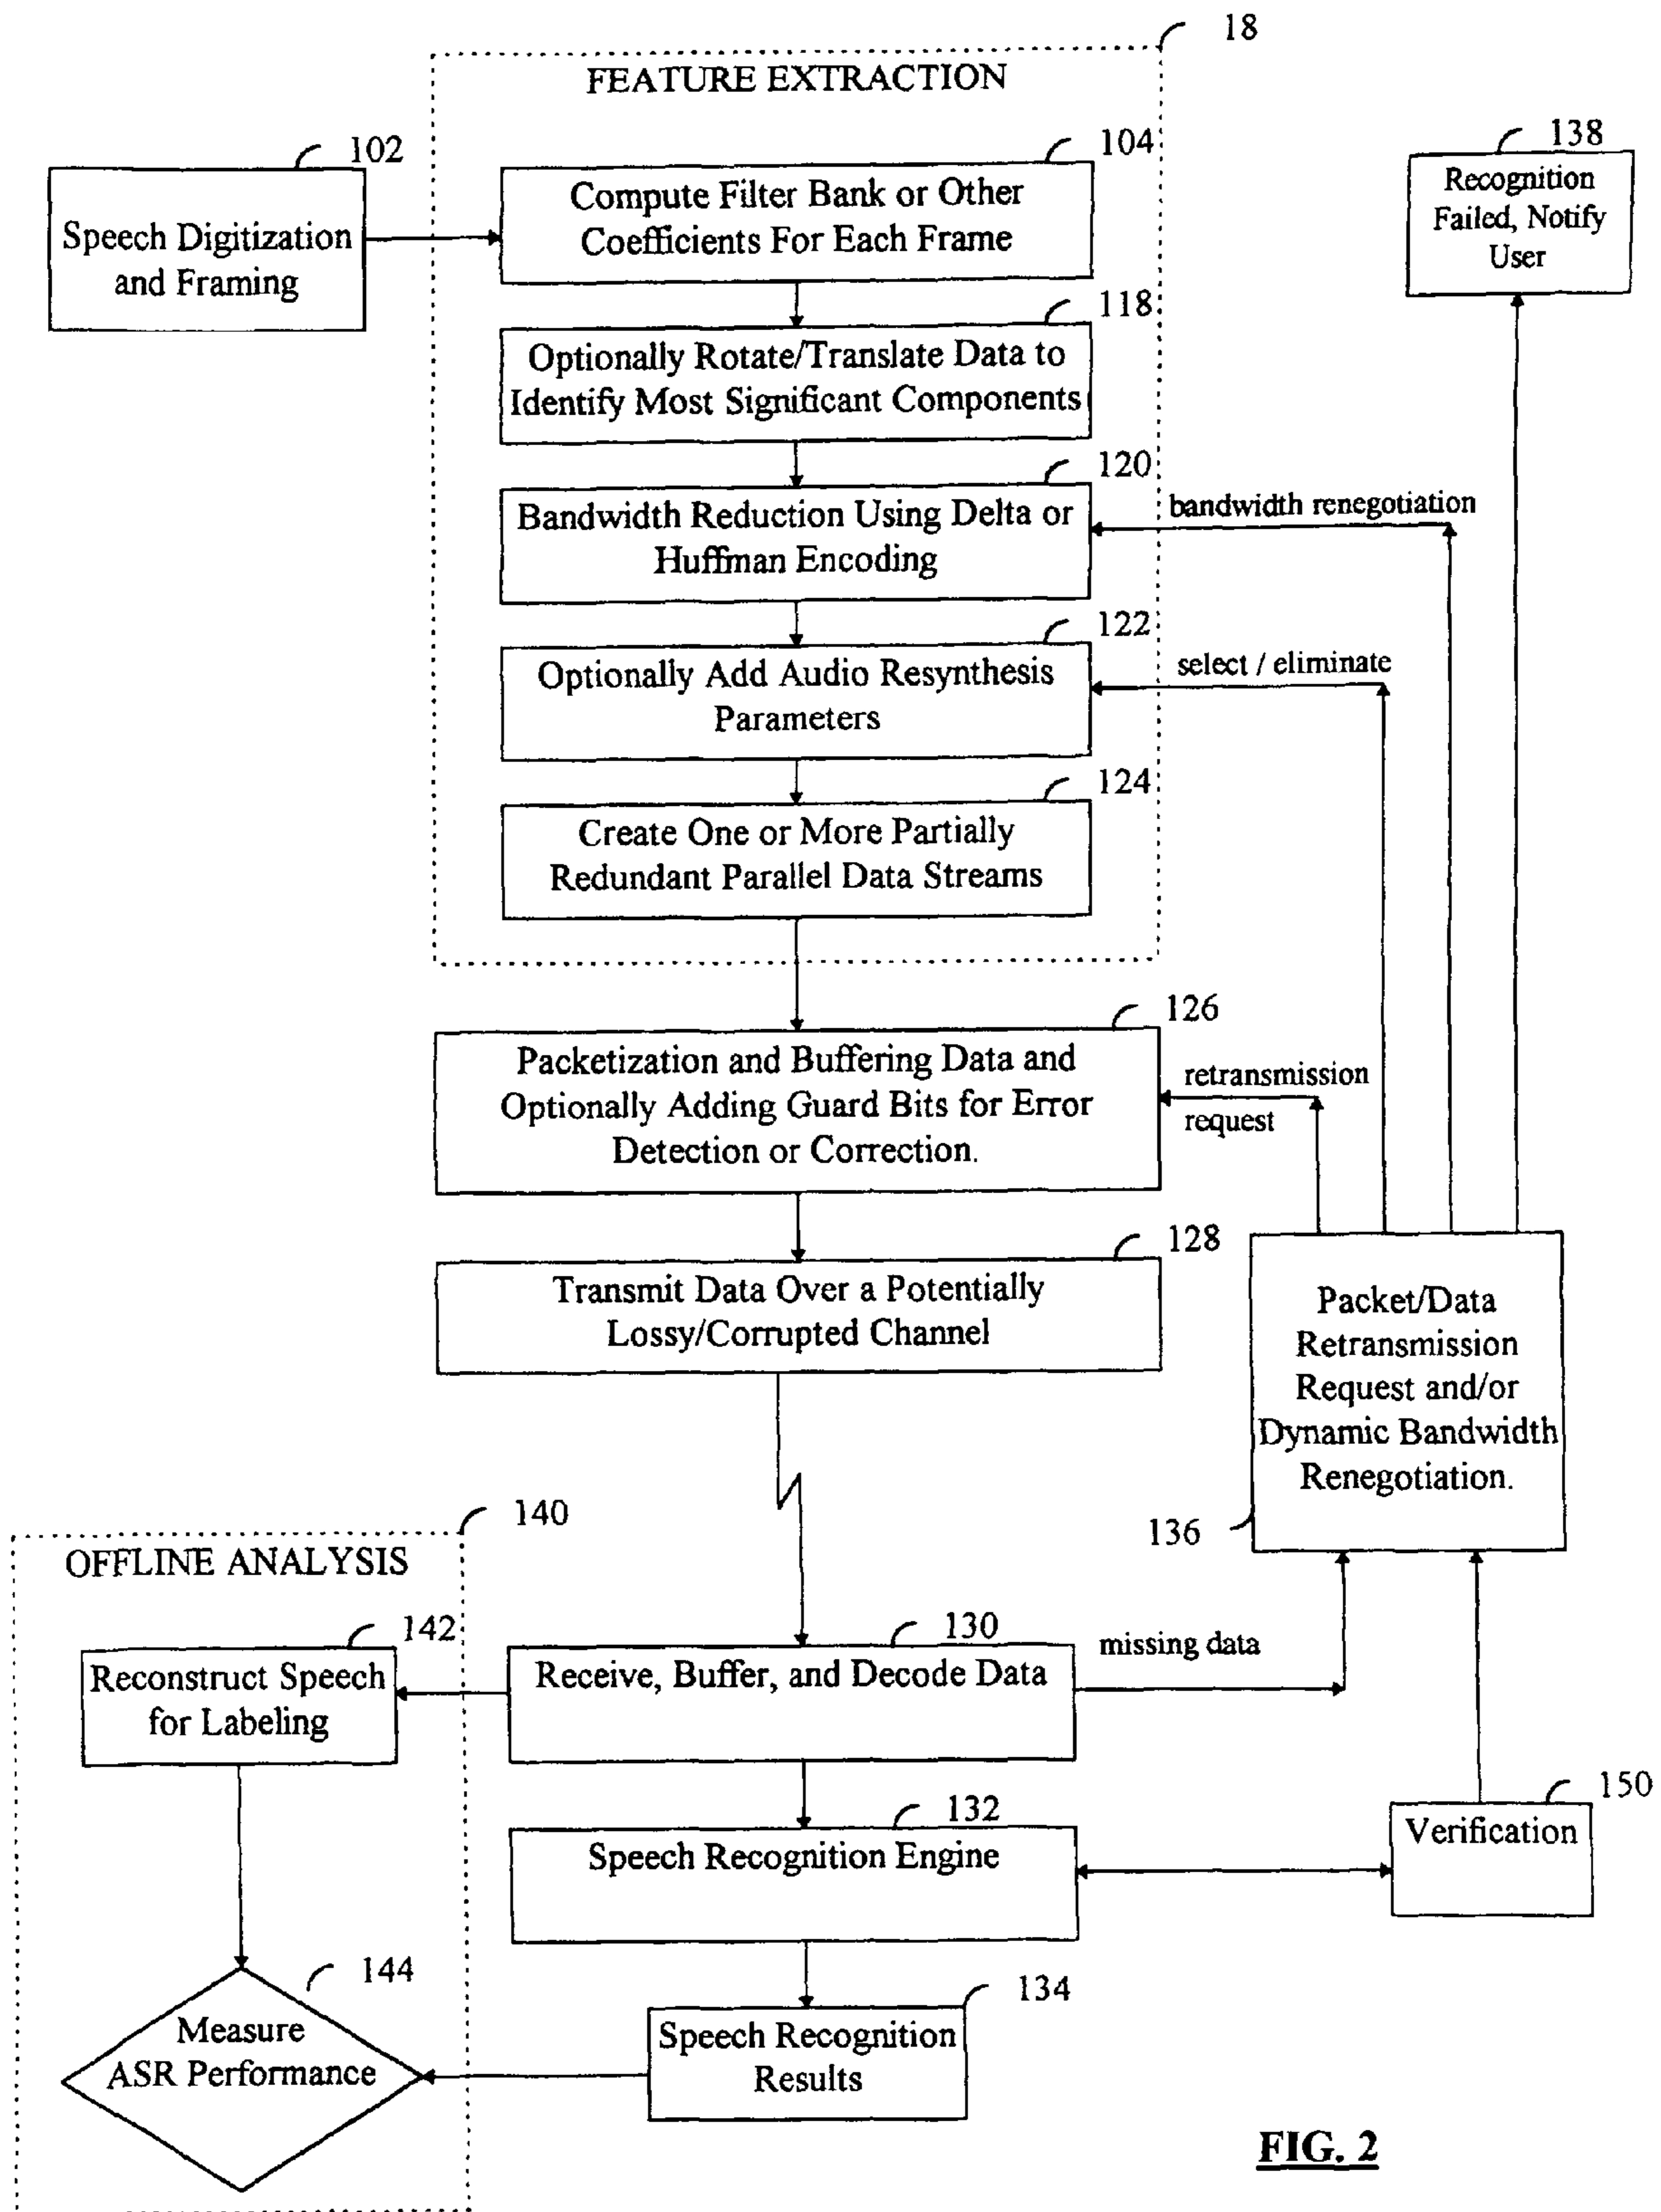 18
FEATURE EXTRACTION
102
104
138
Speech Digitization
and Framing
Compute Filter Bank or Other
Coefficients For Each Frame
Recognition
Failed, Notify
User
118
Optionally Rotate/Translate Data to
Identify Most Significant Components
120
Bandwidth Reduction Using Delta or
Huffman Encoding
bandwidth renegotiation
122
Optionally Add Audio Resynthesis
Parameters
select / eliminate
124
Create One or More Partially
Redundant Parallel Data Streams
126
Packetization and Buffering Data and
Optionally Adding Guard Bits for Error
Detection or Correction.
retransmission
request
128
Transmit Data Over a Potentially
Lossy/Corrupted Channel
Packet/Data
Retransmission
Request and/or
Dynamic Bandwidth
Renegotiation.
136
140
OFFLINE ANALYSIS
142
Reconstruct Speech
for Labeling
130
Receive, Buffer, and Decode Data
missing data
132
Speech Recognition Engine
150
Verification
144
Measure
ASR Performance
134
Speech Recognition
Results
FIG. 2